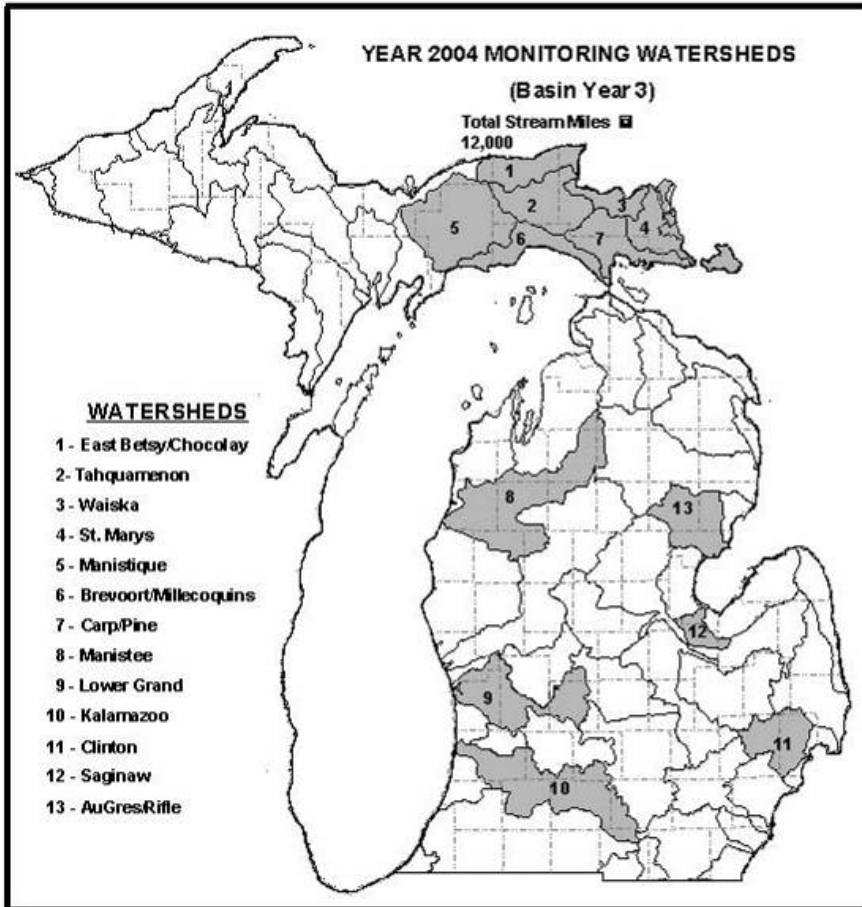 YEAR 2004 MONITORING WATERSHEDS
(Basin Year 3)
Total Stream Miles
12,000
1
2
3
4
5
6
7
WATERSHEDS
1 - East Betsy/Chocolay
2- Tahquamenon
3 - Waiska
4 - St. Marys
5 - Manistique
6 - Brevoort/Millecoquins
7 - Carp/Pine
8 - Manistee
9 - Lower Grand
10 - Kalamazoo
11 - Clinton
12 - Saginaw
13 - AuGres/Rifle
8
13
12
9
11
10